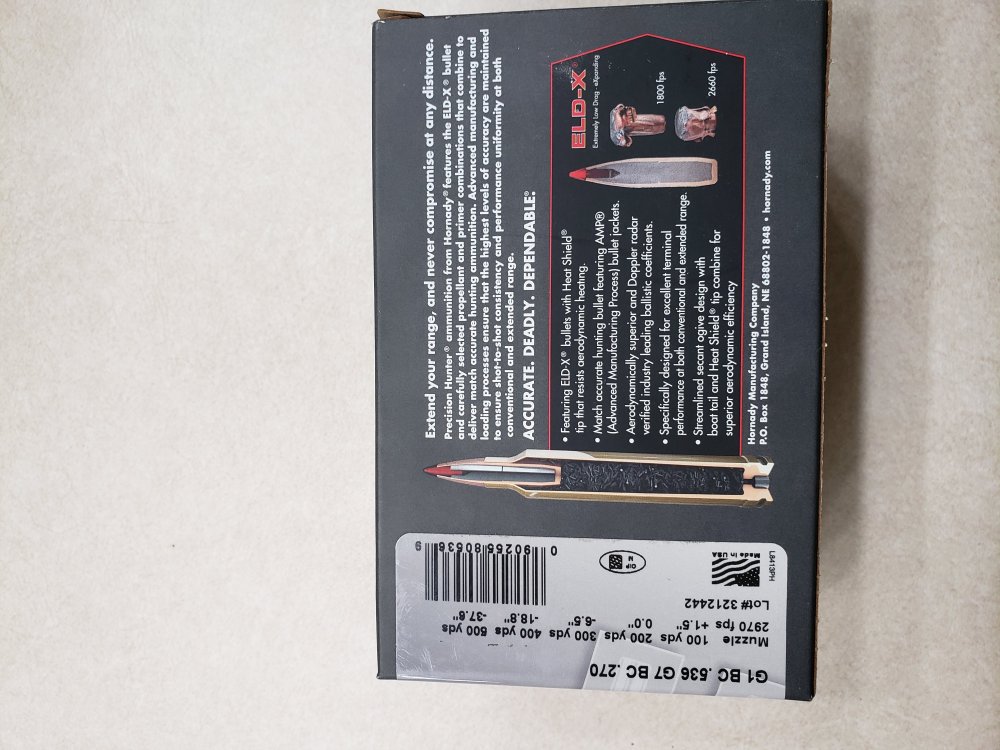 Extend your range, and never compromise at any distance.
Precision Hunter® ammunition from Hornady® features the ELD-X® bullet
and carefully selected propellant and primer combinations that combine to
deliver match accurate hunting ammunition. Advanced manufacturing and
loading processes ensure that the highest levels of accuracy are maintained
to ensure shot-to-shot consistency and performance uniformity at both
conventional and extended range.
ACCURATE. DEADLY. DEPENDABLE.®
• Featuring ELD-X® bullets with Heat Shield®
tip that resists aerodynamic heating.
• Match accurate hunting bullet featuring AMP®
(Advanced Manufacturing Process) bullet jackets.
• Aerodynamically superior and Doppler radar
verified industry leading ballistic coefficients.
• Specifically designed for excellent terminal
performance at both conventional and extended range.
• Streamlined secant ogive design with
boat tail and Heat Shield® tip combine for
superior aerodynamic efficiency
ELD-X®
Extremely Low Drag - eXpanding
1800 fps
2660 fps
Hornady Manufacturing Company
P.O. Box 1848, Grand Island, NE 68802-1848 • hornady.com
G1 BC .536 G7 BC .270
Muzzle 100 yds 200 yds 300 yds 400 yds 500 yds
2970 fps +1.5" 0.0" -6.5" -18.8" -37.6"
Lot# 3212442
Made in USA
L8413PH
CIP
M
0 90255 80536 9